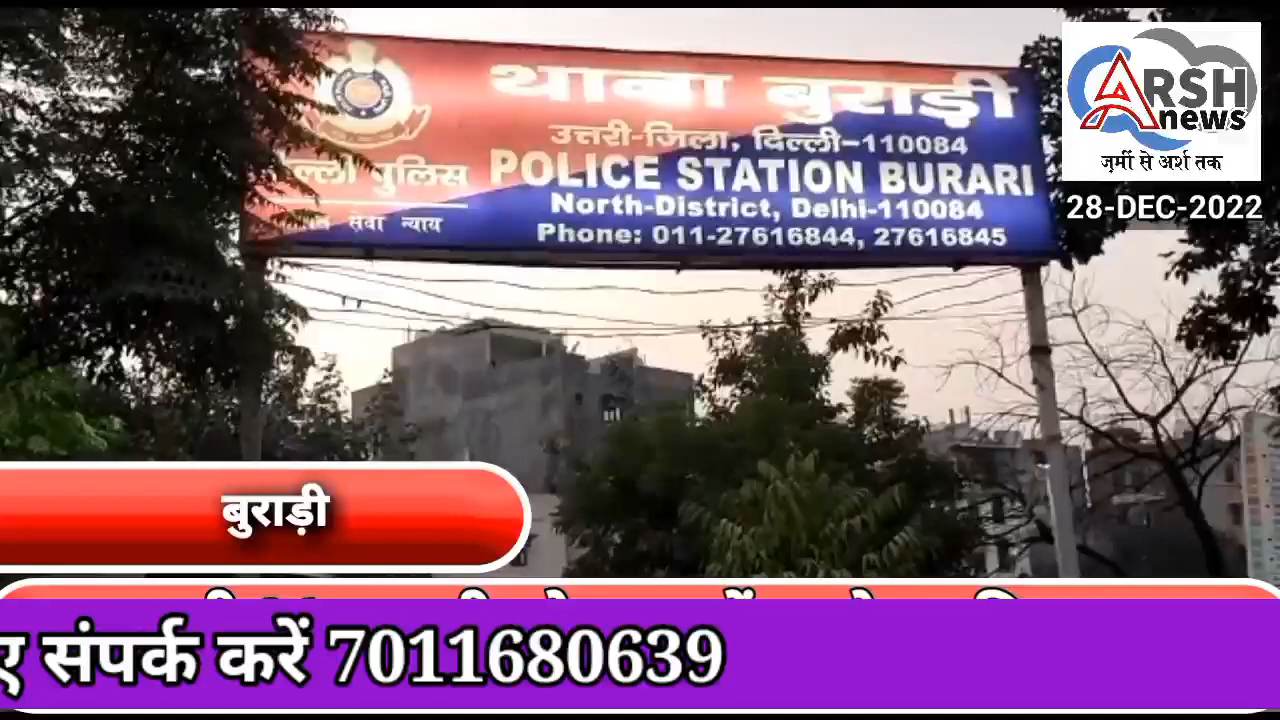 थाना बुराड़ी
उत्तरी-जिला, दिल्ली-110084
पुलिस
सेवा न्याय
POLICE STATION BURARI
North-District, Delhi-110084
Phone: 011-27616844, 27616845
ARSH
news
ज़मीं से अर्श तक
28-DEC-2022
बुराड़ी
ए संपर्क करें 7011680639